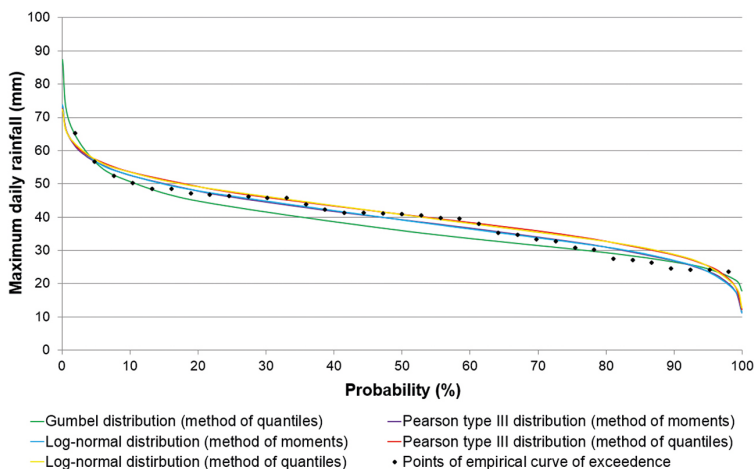 100
90
80
70
60
50
40
30
20
10
0
Maximum daily rainfall (mm)
0 10 20 30 40 50 60 70 80 90 100
Probability (%)
Gumbel distribution (method of quantiles) Pearson type III distribution (method of moments)
Log-normal distribution (method of moments) Pearson type III distribution (method of quantiles)
Log-normal distribution (method of quantiles) Points of empirical curve of exceedence